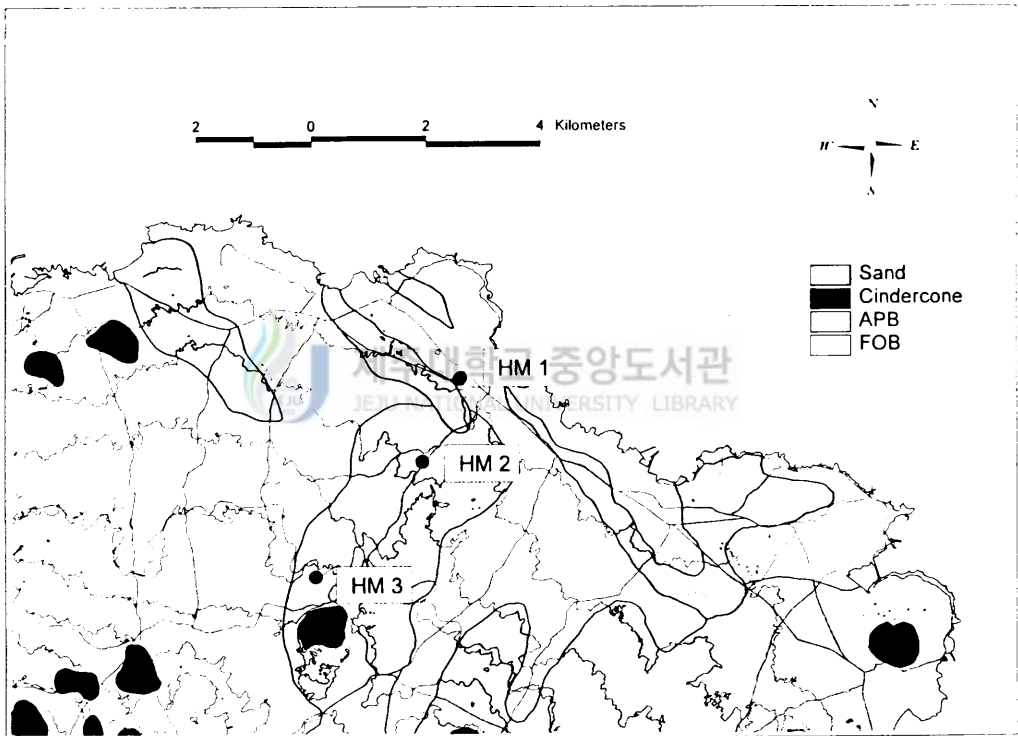 2 0 2 4 Kilometers
N
W E
S
Sand
Cindercone
APB
FOB
제주대학교 중앙도서관
JEJU NATIONAL UNIVERSITY LIBRARY
HM 1
HM 2
HM 3